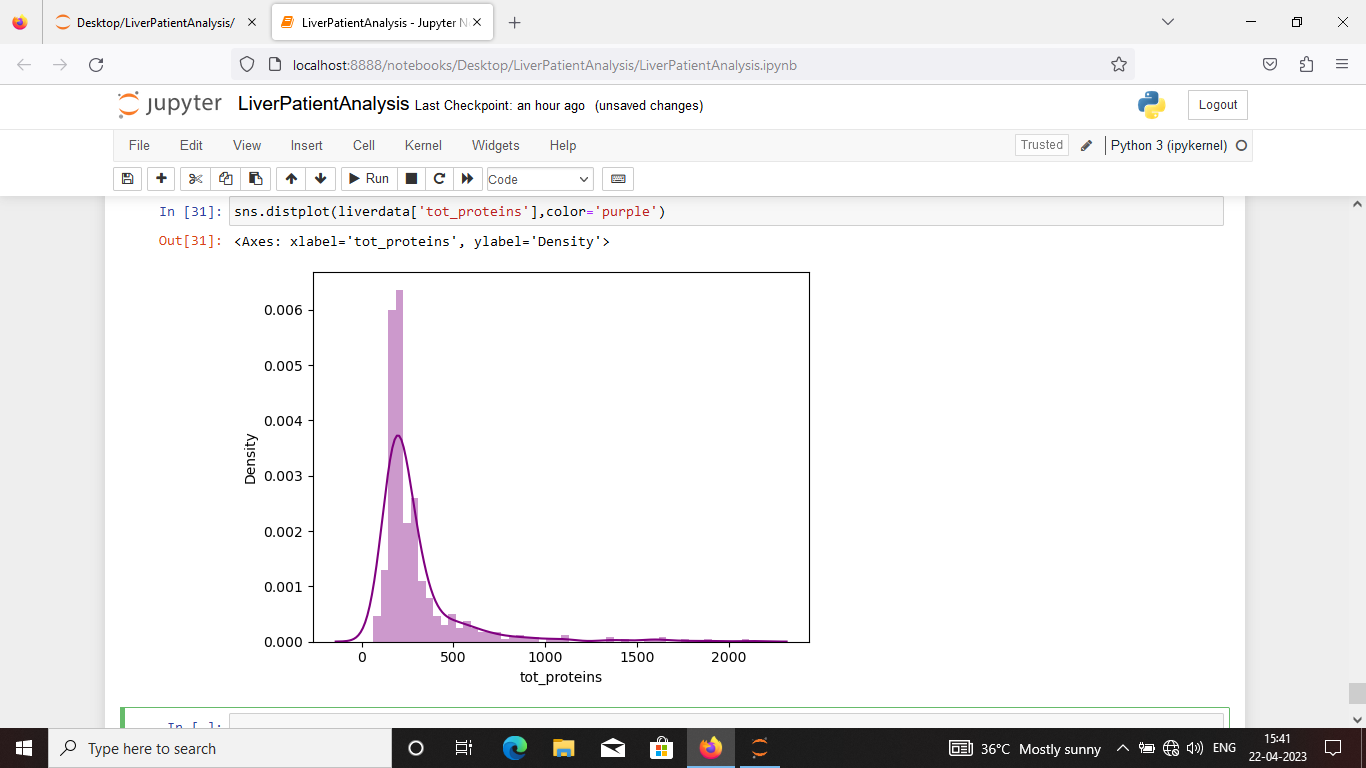 Desktop/LiverPatientAnalysis/
LiverPatientAnalysis - Jupyter N
localhost:8888/notebooks/Desktop/LiverPatientAnalysis/LiverPatientAnalysis.ipynb
jupyter LiverPatientAnalysis Last Checkpoint: an hour ago (unsaved changes)
Logout
File Edit View Insert Cell Kernel Widgets Help
Trusted
Python 3 (ipykernel)
Run
Code
In [31]: sns.distplot(liverdata['tot_proteins'],color='purple')
Out[31]: <Axes: xlabel='tot_proteins', ylabel='Density'>
0.006
0.005
0.004
0.003
0.002
0.001
0.000
Density
0 500 1000 1500 2000
tot_proteins
In [ ]:
Type here to search
36°C Mostly sunny
ENG
15:41
22-04-2023